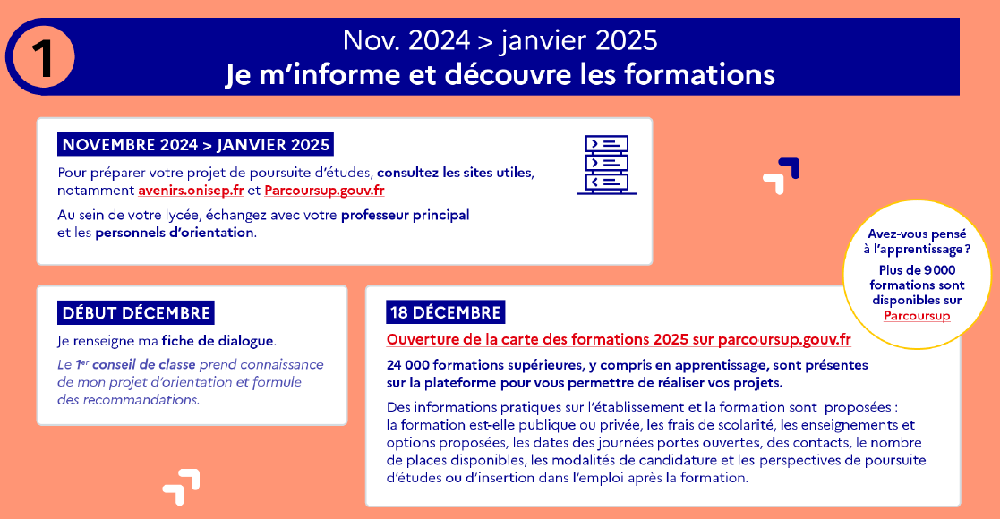 1
Nov. 2024 > janvier 2025
Je m’informe et découvre les formations
NOVEMBRE 2024 > JANVIER 2025
Pour préparer votre projet de poursuite d’études, consultez les sites utiles,
notamment avenirs.onisep.fr et Parcoursup.gouv.fr
Au sein de votre lycée, échangez avec votre professeur principal
et les personnels d’orientation.
Avez-vous pensé
à l’apprentissage ?
Plus de 9 000
formations sont
disponibles sur
Parcoursup
DÉBUT DÉCEMBRE
Je renseigne ma fiche de dialogue.
Le 1er conseil de classe prend connaissance
de mon projet d’orientation et formule
des recommandations.
18 DÉCEMBRE
Ouverture de la carte des formations 2025 sur parcoursup.gouv.fr
24 000 formations supérieures, y compris en apprentissage, sont présentes
sur la plateforme pour vous permettre de réaliser vos projets.
Des informations pratiques sur l’établissement et la formation sont  proposées :
la formation est-elle publique ou privée, les frais de scolarité, les enseignements et
options proposées, les dates des journées portes ouvertes, des contacts, le nombre
de places disponibles, les modalités de candidature et les perspectives de poursuite
d’études ou d’insertion dans l’emploi après la formation.